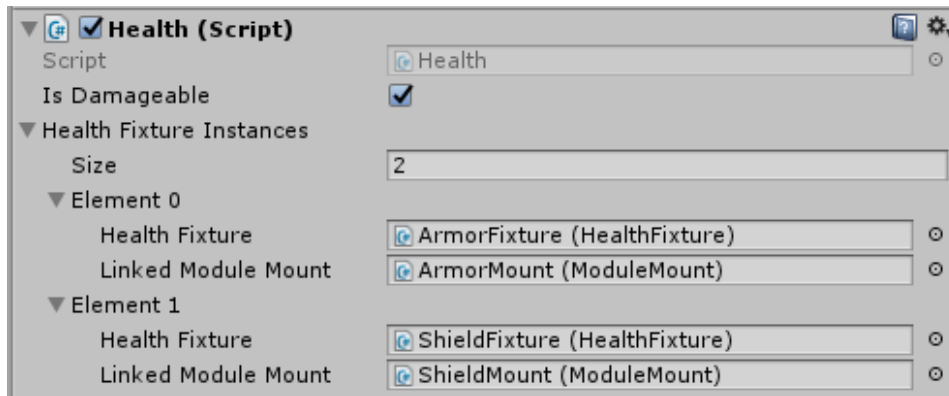 Health (Script)
Script Health
Is Damageable
Health Fixture Instances
Size 2
Element 0
Health Fixture ArmorFixture (HealthFixture)
Linked Module Mount ArmorMount (ModuleMount)
Element 1
Health Fixture ShieldFixture (HealthFixture)
Linked Module Mount ShieldMount (ModuleMount)